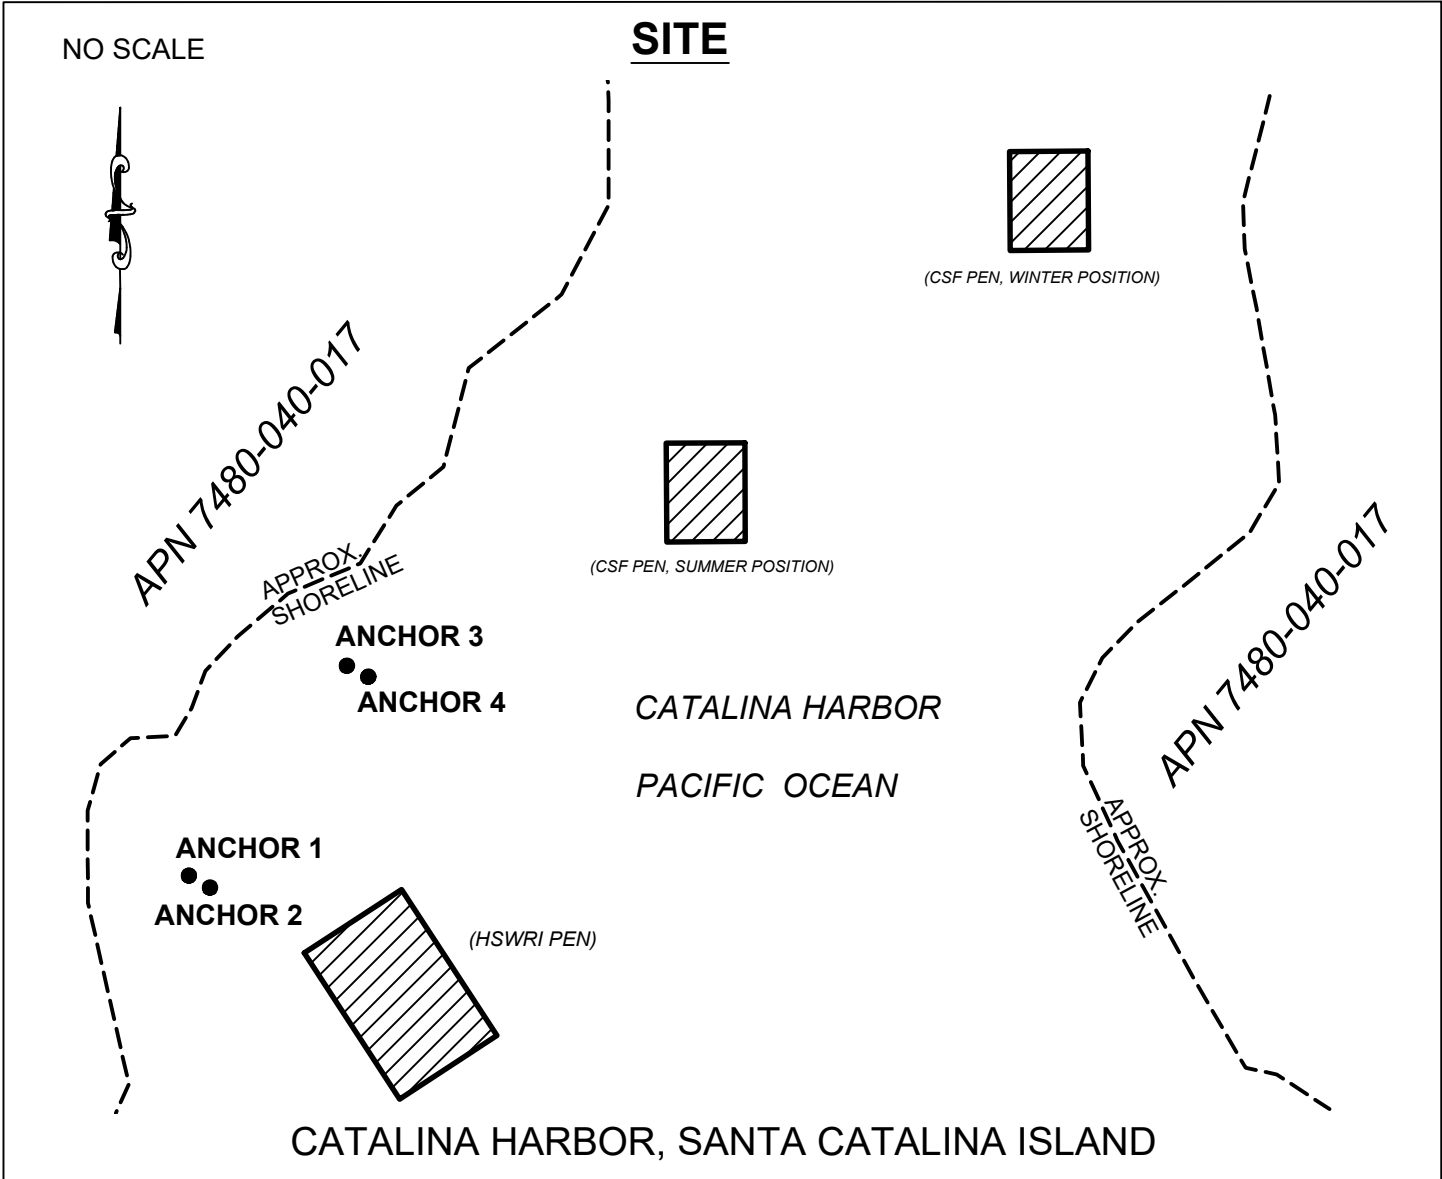 SITE
NO SCALE
(CSF PEN, WINTER POSITION)
APN 7480-040-017
(CSF PEN, SUMMER POSITION)
APPROX.
SHORELINE
APN 7480-040-017
ANCHOR 3
ANCHOR 4
CATALINA HARBOR
PACIFIC OCEAN
APPROX.
SHORELINE
ANCHOR 1
ANCHOR 2
(HSWRI PEN)
CATALINA HARBOR, SANTA CATALINA ISLAND